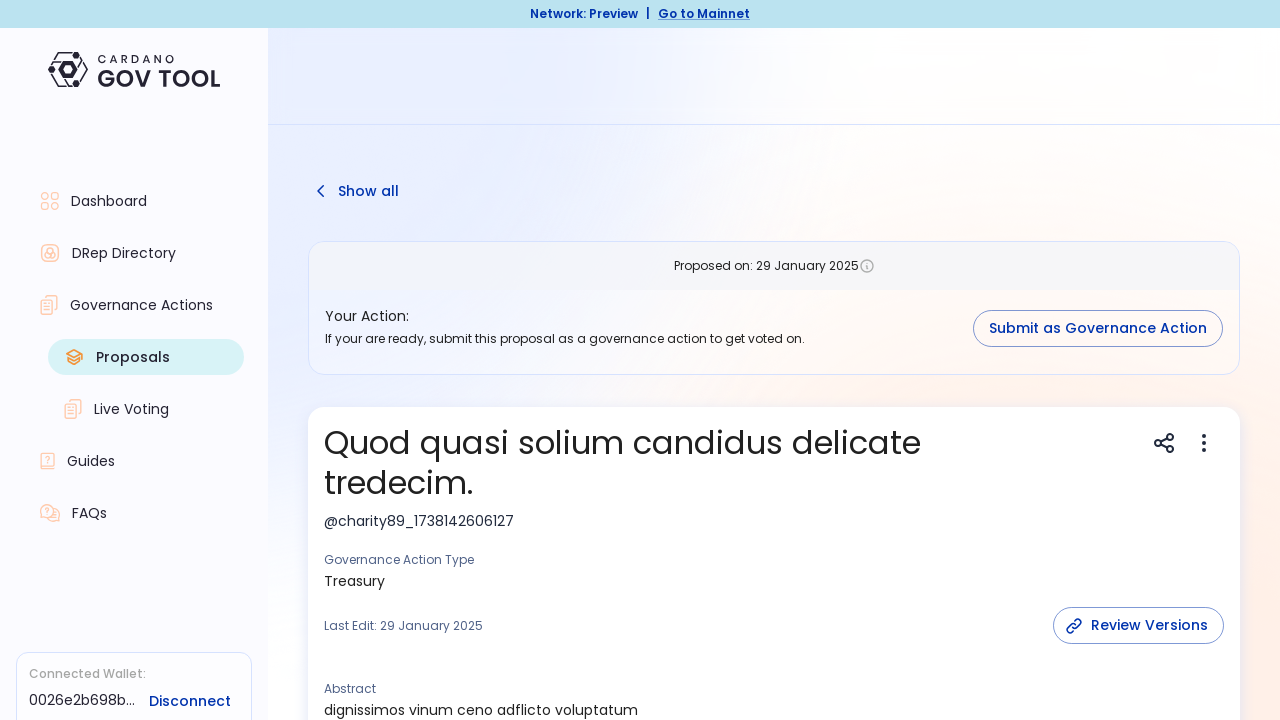 Network: Preview | Go to Mainnet
CARDANO
GOV TOOL
Dashboard
DRep Directory
Governance Actions
Proposals
Live Voting
Guides
FAQs
Connected Wallet:
0026e2b698b... Disconnect
Show all
Proposed on: 29 January 2025
Your Action:
If your are ready, submit this proposal as a governance action to get voted on.
Submit as Governance Action
Quod quasi solium candidus delicate
tredecim.
@charity89_1738142606127
Governance Action Type
Treasury
Last Edit: 29 January 2025
Review Versions
Abstract
dignissimos vinum ceno adflicto voluptatum